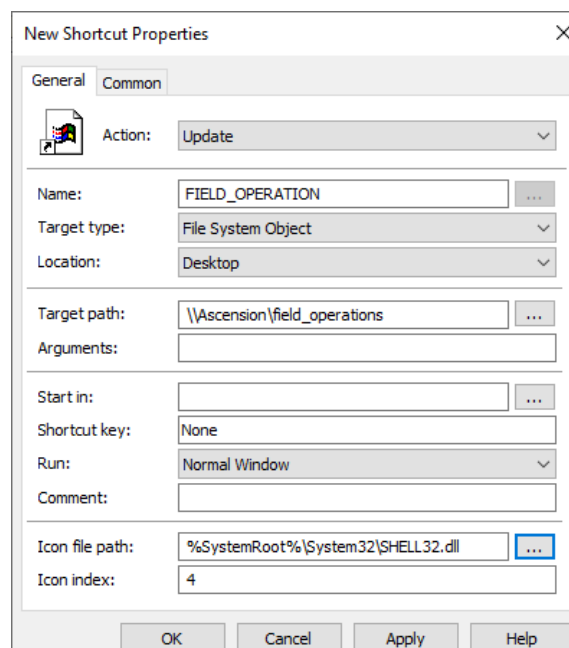 New Shortcut Properties
General Common
Action: Update
Name: FIELD_OPERATION ...
Target type: File System Object
Location: Desktop
Target path: \\Ascension\field_operations ...
Arguments:
Start in: ...
Shortcut key: None
Run: Normal Window
Comment:
Icon file path: %SystemRoot%\System32\SHELL32.dll ...
Icon index: 4
OK Cancel Apply Help